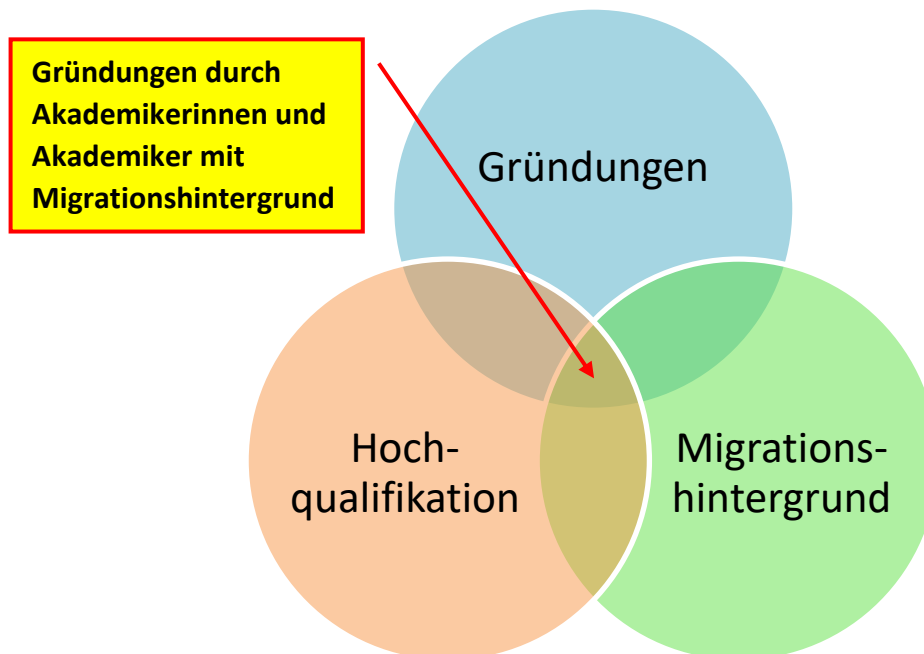 Gründungen durch
Akademikerinnen und
Akademiker mit
Migrationshintergrund
Gründungen
Hoch-
qualifikation
Migrations-
hintergrund